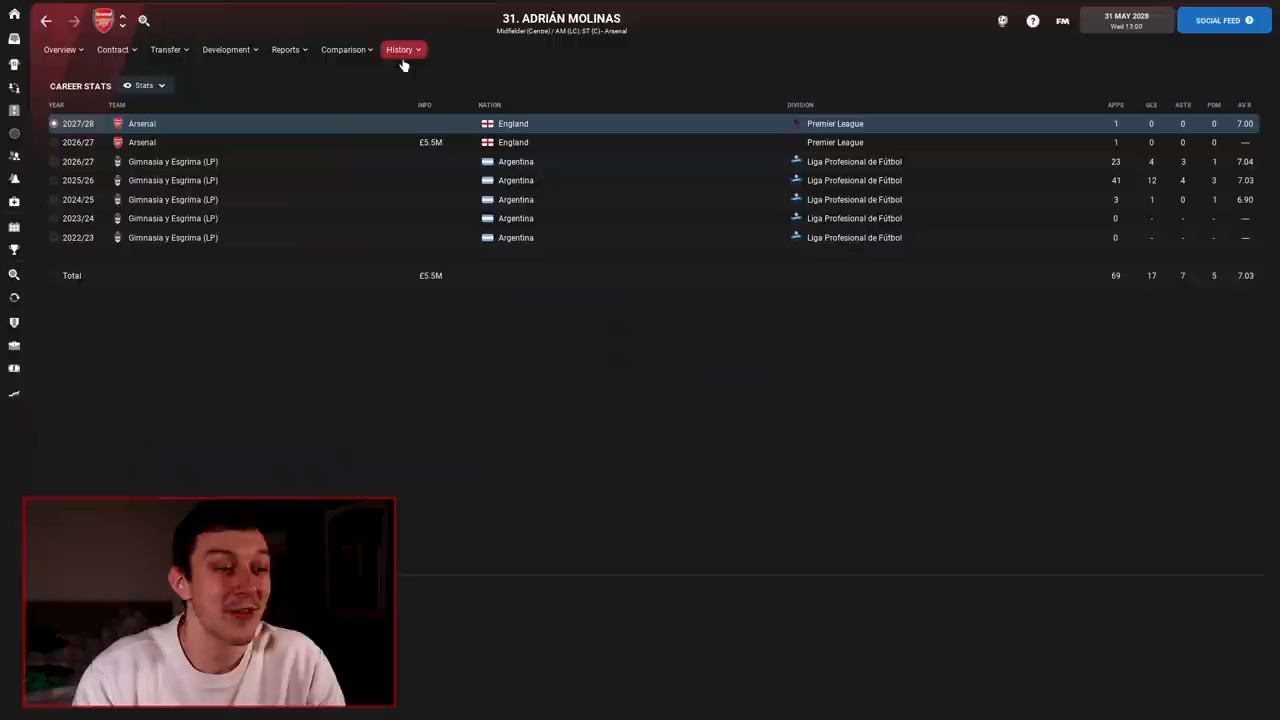 31. ADRIÁN MOLINAS
Midfielder (Centre) / AM (LC); ST (C) - Arsenal
FM
31 MAY 2028
Wed 13:00
SOCIAL FEED
Overview Contract Transfer Development Reports Comparison History
CAREER STATS Stats
YEAR TEAM INFO NATION DIVISION APPS GLS ASTS POM AV R
2027/28 Arsenal England Premier League 1 0 0 0 7.00
2026/27 Arsenal £5.5M England Premier League 1 0 0 0 —
2026/27 Gimnasia y Esgrima (LP) Argentina Liga Profesional de Fútbol 23 4 3 1 7.04
2025/26 Gimnasia y Esgrima (LP) Argentina Liga Profesional de Fútbol 41 12 4 3 7.03
2024/25 Gimnasia y Esgrima (LP) Argentina Liga Profesional de Fútbol 3 1 0 1 6.90
2023/24 Gimnasia y Esgrima (LP) Argentina Liga Profesional de Fútbol 0 - - - —
2022/23 Gimnasia y Esgrima (LP) Argentina Liga Profesional de Fútbol 0 - - - —
Total £5.5M 69 17 7 5 7.03